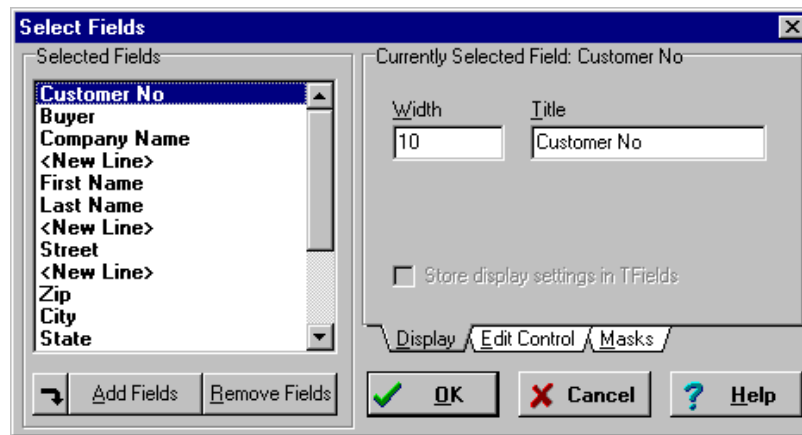 Select Fields
Selected Fields
Customer No
Buyer
Company Name
<New Line>
First Name
Last Name
<New Line>
Street
<New Line>
Zip
City
State
Add Fields
Remove Fields
Currently Selected Field: Customer No
Width
Title
10
Customer No
Store display settings in TFields
Display
Edit Control
Masks
OK
Cancel
Help